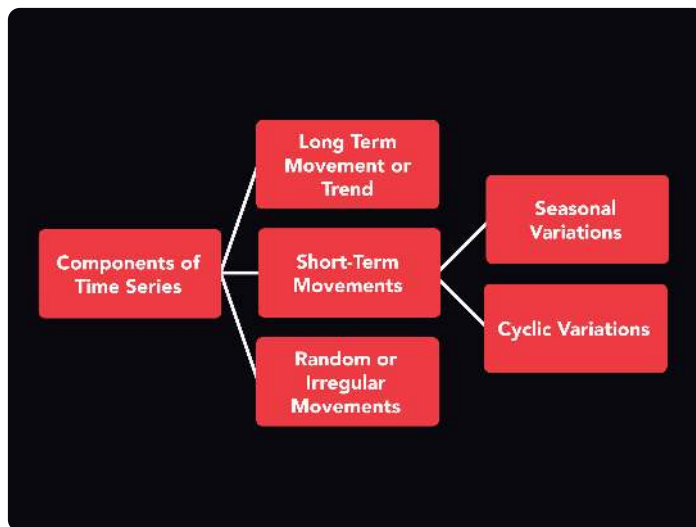 Components of
Time Series
Long Term
Movement or
Trend
Short-Term
Movements
Random or
Irregular
Movements
Seasonal
Variations
Cyclic Variations